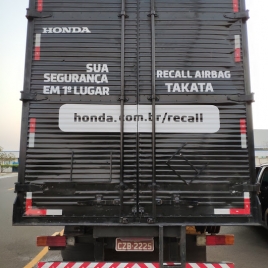 HONDA
SUA
SEGURANÇA
EM 1º LUGAR
RECALL AIRBAG
TAKATA
honda.com.br/recall
CZB 2225